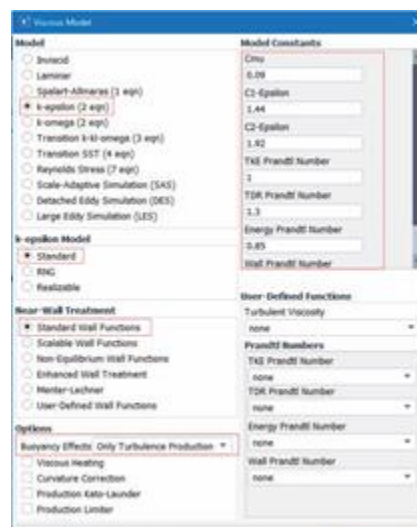 Viscous Model
Model
Inviscid
Laminar
Spalart-Allmaras (1 eqn)
k-epsilon (2 eqn)
k-omega (2 eqn)
Transition k-kl-omega (3 eqn)
Transition SST (4 eqn)
Reynolds Stress (7 eqn)
Scale-Adaptive Simulation (SAS)
Detached Eddy Simulation (DES)
Large Eddy Simulation (LES)
k-epsilon Model
Standard
RNG
Realizable
Near-Wall Treatment
Standard Wall Functions
Scalable Wall Functions
Non-Equilibrium Wall Functions
Enhanced Wall Treatment
Menter-Lechner
User-Defined Wall Functions
Options
Buoyancy Effects Only Turbulence Production
Viscous Heating
Curvature Correction
Production Kato-Launder
Production Limiter
Model Constants
Cmu
0.09
C1-Epsilon
1.44
C2-Epsilon
1.92
TKE Prandtl Number
1
TDR Prandtl Number
1.3
Energy Prandtl Number
0.85
Wall Prandtl Number
User-Defined Functions
Turbulent Viscosity
none
Prandtl Numbers
TKE Prandtl Number
none
TDR Prandtl Number
none
Energy Prandtl Number
none
Wall Prandtl Number
none